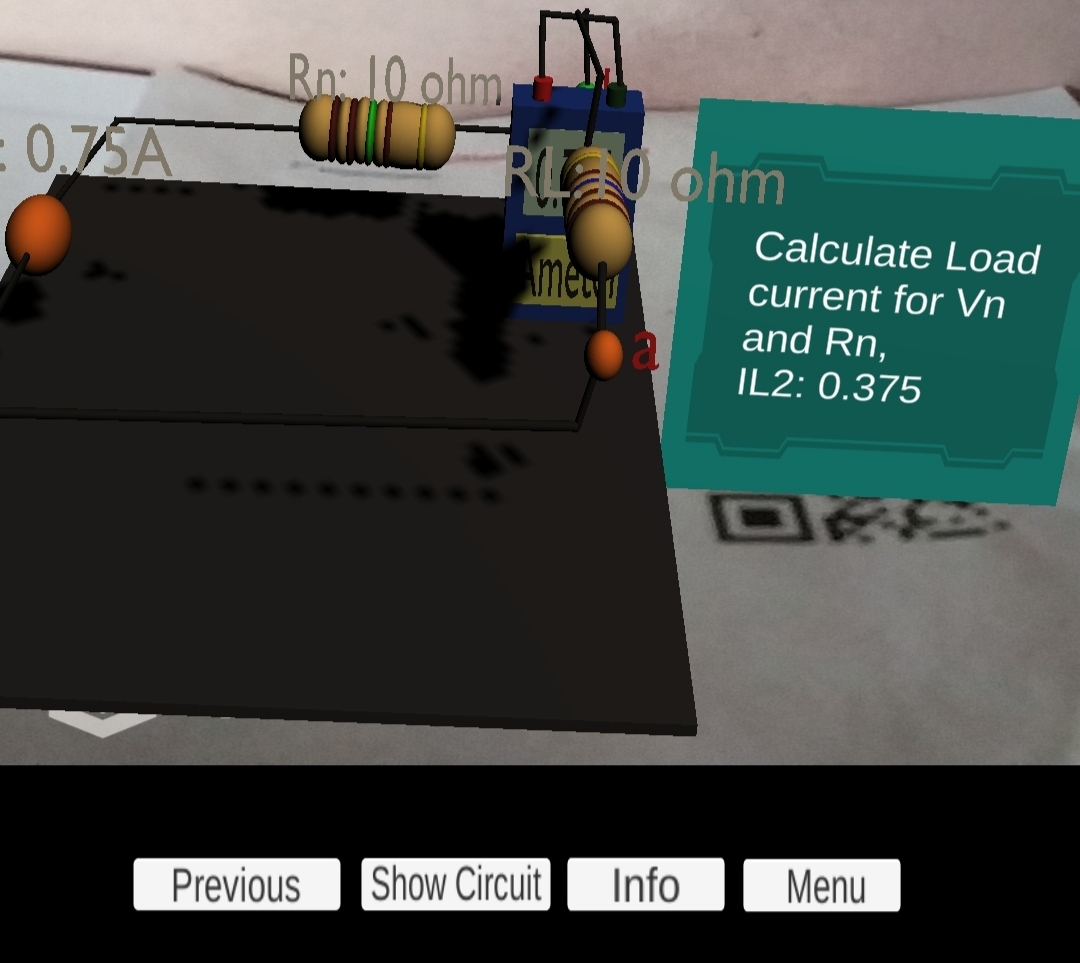 Rn: 10 ohm
: 0.75A
RL:10 ohm
a
Calculate Load
current for Vn
and Rn,
IL2: 0.375
Previous
Show Circuit
Info
Menu